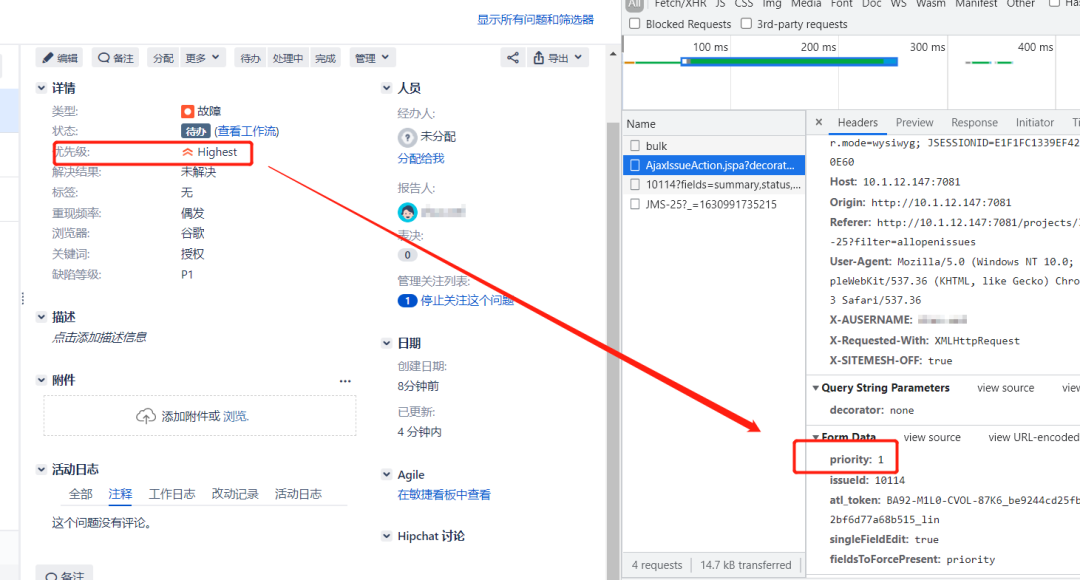 显示所有问题和筛选器
编辑 备注 分配 更多 待办 处理中 完成 管理 导出
详情
类型: 故障
状态: 待办 (查看工作流)
优先级: Highest
解决结果: 未解决
标签: 无
重现频率: 偶发
浏览器: 谷歌
关键词: 授权
缺陷等级: P1
描述
点击添加描述信息
附件
...
添加附件或 浏览.
活动日志
全部 注释 工作日志 改动记录 活动日志
这个问题没有评论。
备注
人员
经办人:
? 未分配
分配给我
报告人:
表决:
0
管理关注列表:
1 停止关注这个问题
日期
创建日期:
8分钟前
已更新:
4 分钟内
Agile
在敏捷看板中查看
Hipchat 讨论
All Fetch/XHR JS CSS Img Media Font Doc WS Wasm Manifest Other Has
Blocked Requests 3rd-party requests
100 ms 200 ms 300 ms 400 ms
Name
bulk
AjaxIssueAction.jspa?decorat...
10114?fields=summary,status,...
JMS-25?_=1630991735215
4 requests 14.7 kB transferred
× Headers Preview Response Initiator Ti
r.mode=wysiwyg; JSESSIONID=E1F1FC1339EF42
0E60
Host: 10.1.12.147:7081
Origin: http://10.1.12.147:7081
Referer: http://10.1.12.147:7081/projects/
-25?filter=allopenissues
User-Agent: Mozilla/5.0 (Windows NT 10.0;
pleWebKit/537.36 (KHTML, like Gecko) Chro
3 Safari/537.36
X-AUSERNAME:
X-Requested-With: XMLHttpRequest
X-SITEMESH-OFF: true
Query String Parameters view source view
decorator: none
Form Data view source view URL-encoded
priority: 1
issueId: 10114
atl_token: BA92-M1L0-CVOL-87K6_be9244cd25fb
2bf6d77a68b515_lin
singleFieldEdit: true
fieldsToForcePresent: priority